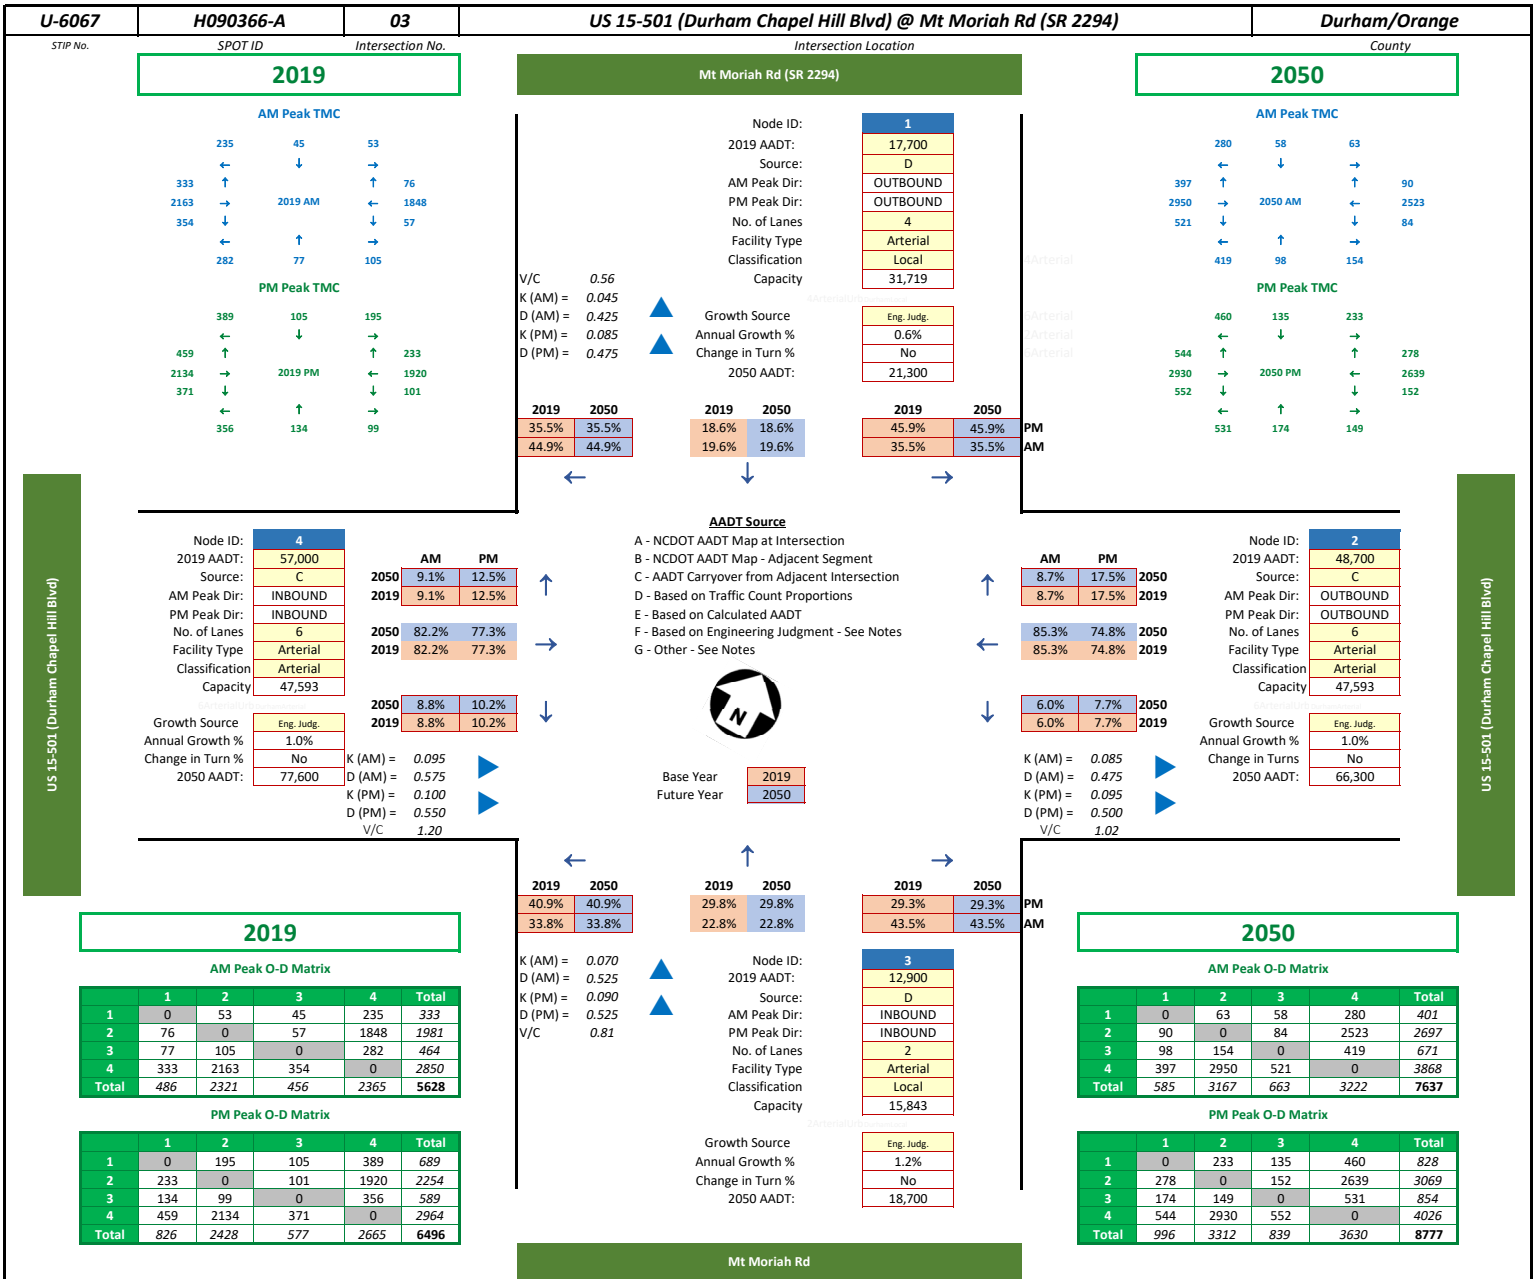 U-6067 H090366-A 03 US 15-501 (Durham Chapel Hill Blvd) @ Mt Moriah Rd (SR 2294) Durham/Orange
STIP No. SPOT ID Intersection No. Intersection Location County
2019
AM Peak TMC
235 45 53
← ↓ →
333 ↑ ↑ 76
2163 → 2019 AM ← 1848
354 ↓ ↓ 57
← ↑ →
282 77 105
PM Peak TMC
389 105 195
← ↓ →
459 ↑ ↑ 233
2134 → 2019 PM ← 1920
371 ↓ ↓ 101
← ↑ →
356 134 99
Mt Moriah Rd (SR 2294)
Node ID: 1
2019 AADT: 17,700
Source: D
AM Peak Dir: OUTBOUND
PM Peak Dir: OUTBOUND
No. of Lanes 4
Facility Type Arterial
Classification Local
Capacity 31,719
V/C 0.56
K (AM) = 0.045
D (AM) = 0.425
K (PM) = 0.085
D (PM) = 0.475
Growth Source Eng. Judg.
Annual Growth % 0.6%
Change in Turn % No
2050 AADT: 21,300
2019 2050 2019 2050 2019 2050
35.5% 35.5% 18.6% 18.6% 45.9% 45.9% PM
44.9% 44.9% 19.6% 19.6% 35.5% 35.5% AM
← ↓ →
2050
AM Peak TMC
280 58 63
← ↓ →
397 ↑ ↑ 90
2950 → 2050 AM ← 2523
521 ↓ ↓ 84
← ↑ →
419 98 154
4Arterial
PM Peak TMC
6Arterial
2Arterial
6Arterial
460 135 233
← ↓ →
544 ↑ ↑ 278
2930 → 2050 PM ← 2639
552 ↓ ↓ 152
← ↑ →
531 174 149
US 15-501 (Durham Chapel Hill Blvd)
Node ID: 4
2019 AADT: 57,000
Source: C
AM Peak Dir: INBOUND
PM Peak Dir: INBOUND
No. of Lanes 6
Facility Type Arterial
Classification Arterial
Capacity 47,593
Growth Source Eng. Judg.
Annual Growth % 1.0%
Change in Turn % No
2050 AADT: 77,600
AM PM
2050 9.1% 12.5% ↑
2019 9.1% 12.5%
2050 82.2% 77.3% →
2019 82.2% 77.3%
2050 8.8% 10.2% ↓
2019 8.8% 10.2%
K (AM) = 0.095
D (AM) = 0.575
K (PM) = 0.100
D (PM) = 0.550
V/C 1.20
AADT Source
A - NCDOT AADT Map at Intersection
B - NCDOT AADT Map - Adjacent Segment
C - AADT Carryover from Adjacent Intersection
D - Based on Traffic Count Proportions
E - Based on Calculated AADT
F - Based on Engineering Judgment - See Notes
G - Other - See Notes
N
Base Year 2019
Future Year 2050
AM PM
↑ 8.7% 17.5% 2050
8.7% 17.5% 2019
← 85.3% 74.8% 2050
85.3% 74.8% 2019
↓ 6.0% 7.7% 2050
6.0% 7.7% 2019
K (AM) = 0.085
D (AM) = 0.475
K (PM) = 0.095
D (PM) = 0.500
V/C 1.02
Node ID: 2
2019 AADT: 48,700
Source: C
AM Peak Dir: OUTBOUND
PM Peak Dir: OUTBOUND
No. of Lanes 6
Facility Type Arterial
Classification Arterial
Capacity 47,593
Growth Source Eng. Judg.
Annual Growth % 1.0%
Change in Turns No
2050 AADT: 66,300
US 15-501 (Durham Chapel Hill Blvd)
← ↑ →
2019 2050 2019 2050 2019 2050
40.9% 40.9% 29.8% 29.8% 29.3% 29.3% PM
33.8% 33.8% 22.8% 22.8% 43.5% 43.5% AM
K (AM) = 0.070
D (AM) = 0.525
K (PM) = 0.090
D (PM) = 0.525
V/C 0.81
Node ID: 3
2019 AADT: 12,900
Source: D
AM Peak Dir: INBOUND
PM Peak Dir: INBOUND
No. of Lanes 2
Facility Type Arterial
Classification Local
Capacity 15,843
Growth Source Eng. Judg.
Annual Growth % 1.2%
Change in Turn % No
2050 AADT: 18,700
Mt Moriah Rd
2019
AM Peak O-D Matrix
1 2 3 4 Total
1 0 53 45 235 333
2 76 0 57 1848 1981
3 77 105 0 282 464
4 333 2163 354 0 2850
Total 486 2321 456 2365 5628
PM Peak O-D Matrix
1 2 3 4 Total
1 0 195 105 389 689
2 233 0 101 1920 2254
3 134 99 0 356 589
4 459 2134 371 0 2964
Total 826 2428 577 2665 6496
2050
AM Peak O-D Matrix
1 2 3 4 Total
1 0 63 58 280 401
2 90 0 84 2523 2697
3 98 154 0 419 671
4 397 2950 521 0 3868
Total 585 3167 663 3222 7637
PM Peak O-D Matrix
1 2 3 4 Total
1 0 233 135 460 828
2 278 0 152 2639 3069
3 174 149 0 531 854
4 544 2930 552 0 4026
Total 996 3312 839 3630 8777